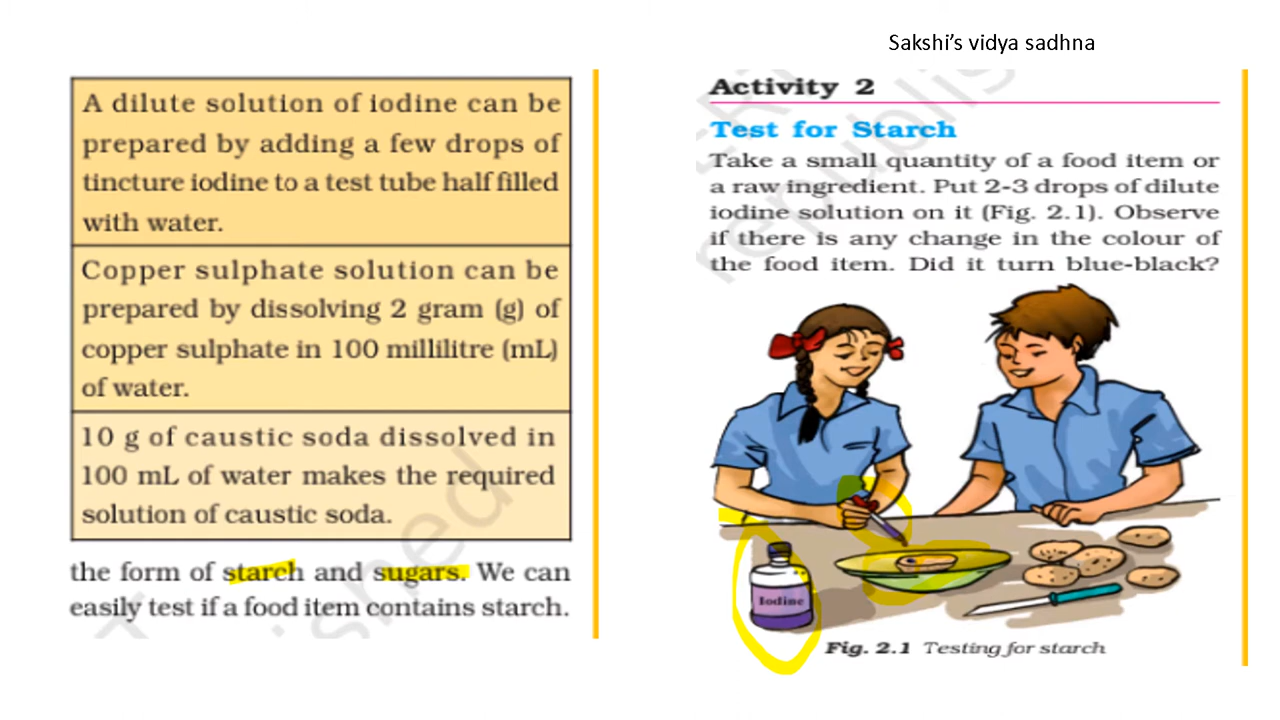 Sakshi’s vidya sadhna
A dilute solution of iodine can be
prepared by adding a few drops of
tincture iodine to a test tube half filled
with water.
Copper sulphate solution can be
prepared by dissolving 2 gram (g) of
copper sulphate in 100 millilitre (mL)
of water.
10 g of caustic soda dissolved in
100 mL of water makes the required
solution of caustic soda.
the form of starch and sugars. We can
easily test if a food item contains starch.
Activity 2
Test for Starch
Take a small quantity of a food item or
a raw ingredient. Put 2-3 drops of dilute
iodine solution on it (Fig. 2.1). Observe
if there is any change in the colour of
the food item. Did it turn blue-black?
Iodine
Fig. 2.1 Testing for starch